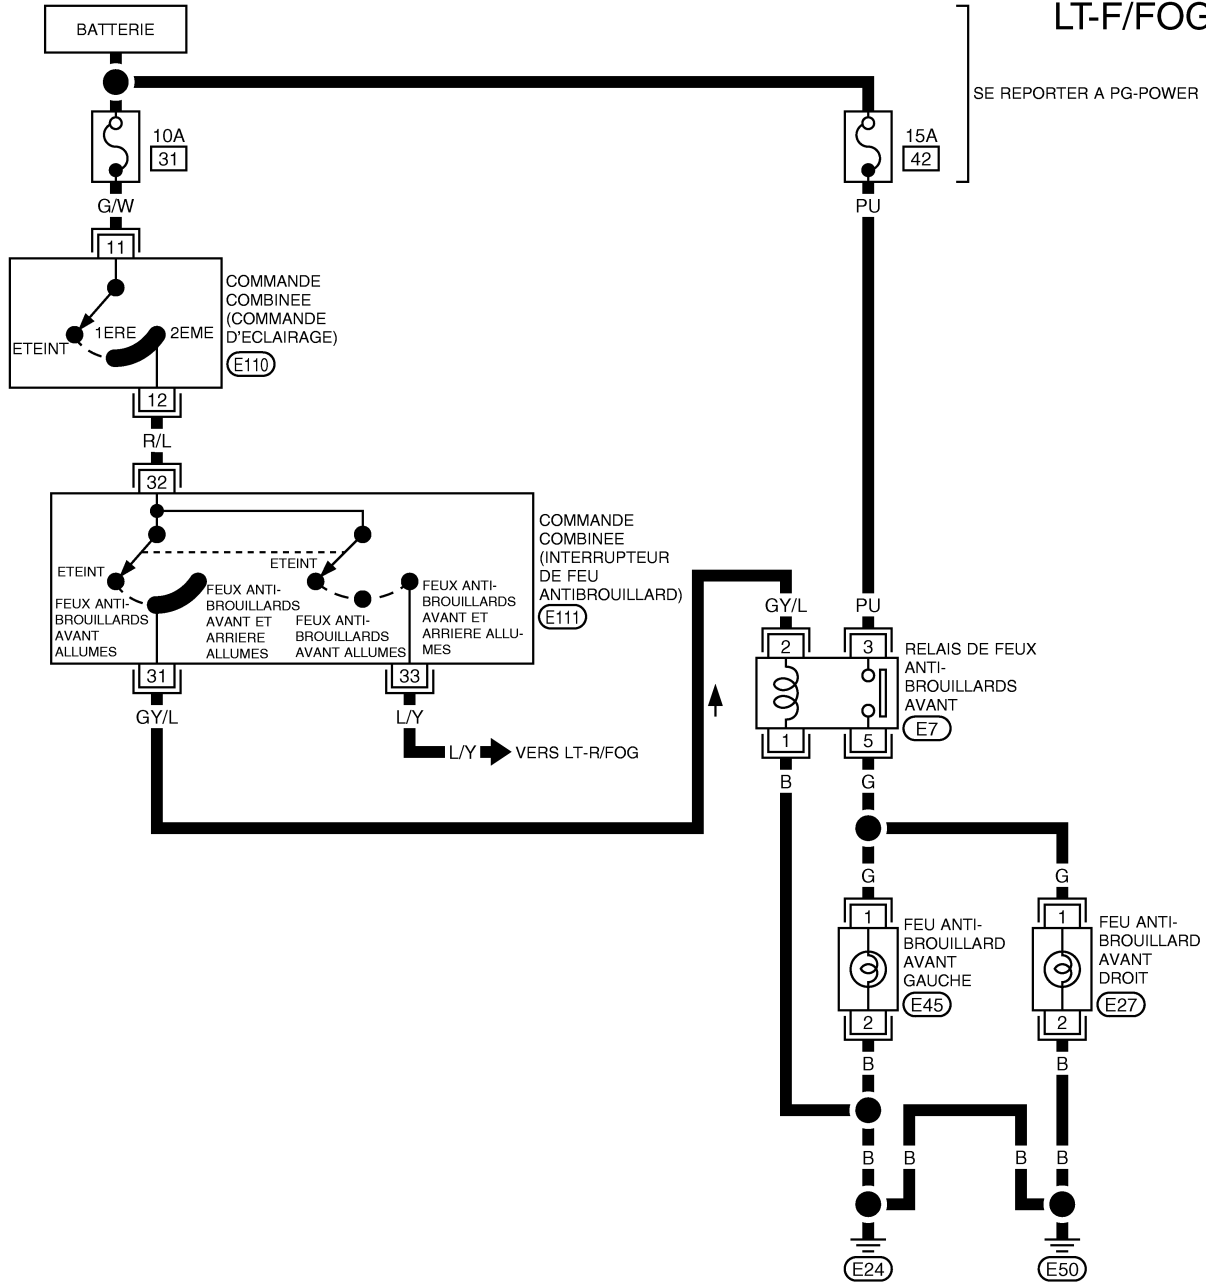 LT-F/FOG
BATTERIE
SE REPORTER A PG-POWER
10A
31
15A
42
G/W
PU
11
COMMANDE
COMBINEE
(COMMANDE
D'ECLAIRAGE)
E110
ETEINT
1ERE
2EME
12
R/L
32
COMMANDE
COMBINEE
(INTERRUPTEUR
DE FEU
ANTIBROUILLARD)
E111
ETEINT
FEUX ANTI-
BROUILLARDS
AVANT
ALLUMES
FEUX ANTI-
BROUILLARDS
AVANT ET
ARRIERE
ALLUMES
ETEINT
FEUX ANTI-
BROUILLARDS
AVANT ALLUMES
FEUX ANTI-
BROUILLARDS
AVANT ET
ARRIERE ALLU-
MES
31
33
GY/L
L/Y
L/Y
VERS LT-R/FOG
GY/L
PU
2
3
RELAIS DE FEUX
ANTI-
BROUILLARDS
AVANT
E7
1
5
B
G
G
G
1
1
FEU ANTI-
BROUILLARD
AVANT
GAUCHE
E45
FEU ANTI-
BROUILLARD
AVANT
DROIT
E27
2
2
B
B
B
B
B
B
E24
E50